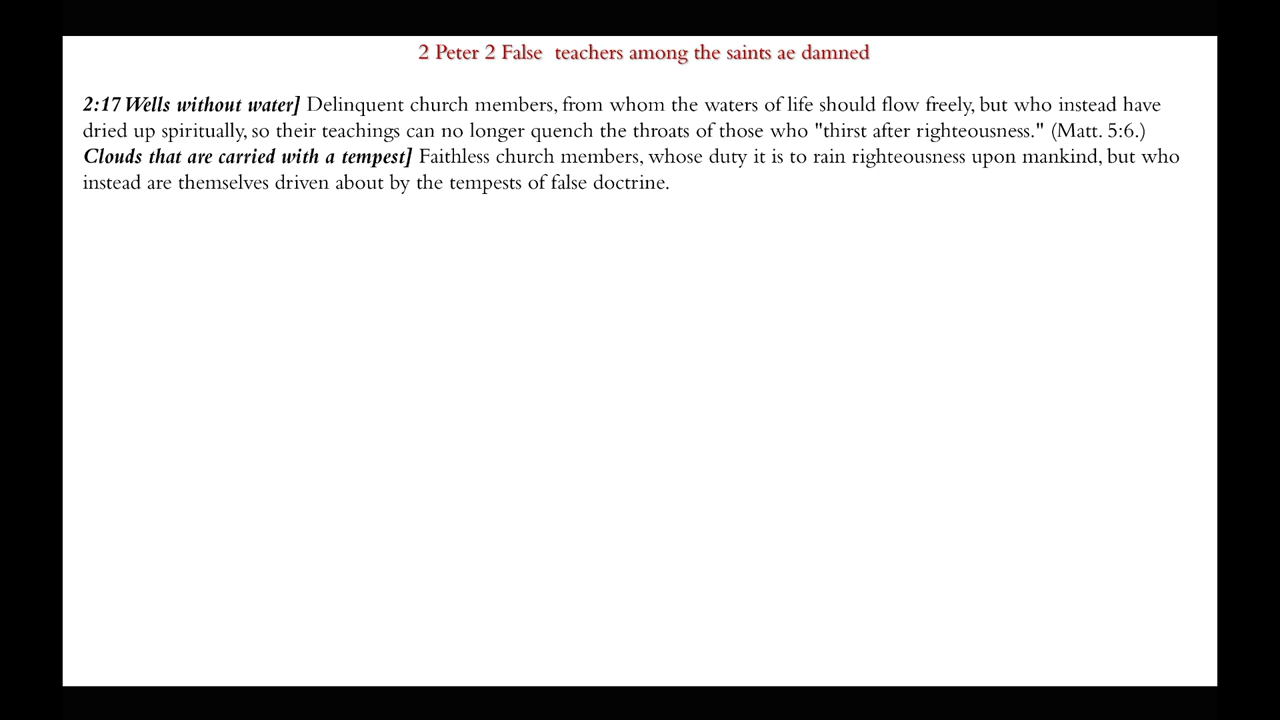 2 Peter 2 False  teachers among the saints ae damned
2:17 Wells without water] Delinquent church members, from whom the waters of life should flow freely, but who instead have
dried up spiritually, so their teachings can no longer quench the throats of those who "thirst after righteousness." (Matt. 5:6.)
Clouds that are carried with a tempest] Faithless church members, whose duty it is to rain righteousness upon mankind, but who
instead are themselves driven about by the tempests of false doctrine.